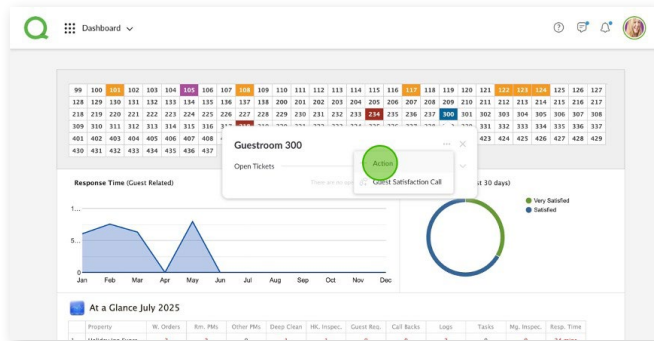 Dashboard
99 100 101 102 103 104 105 106 107 108 109 110 111 112 113 114 115 116 117 118 119 120 121 122 123 124 125 126 127
128 129 130 131 132 133 134 135 136 137 138 200 201 202 203 204 205 206 207 208 209 210 211 212 213 214 215 216 217
218 219 220 221 222 223 224 225 226 227 228 229 230 231 232 233 234 235 236 237 300 301 302 303 304 305 306 307 308
309 310 311 312 313 314 315 316 331 332 333 334 335 336 337
401 402 403 404 405 406 407 408 423 424 425 426 427 428 429
430 431 432 433 434 435 436 437
Guestroom 300
Open Tickets
Action
Guest Satisfaction Call
Response Time (Guest Related)
st 30 days)
Very Satisfied
Satisfied
1...
5...
0
Jan Feb Mar Apr May Jun Jul Aug Sep Oct Nov Dec
At a Glance July 2025
Property W. Orders Rm. PMs Other PMs Deep Clean HK. Inspec. Guest Req. Call Backs Logs Tasks Mg. Inspec. Resp. Time